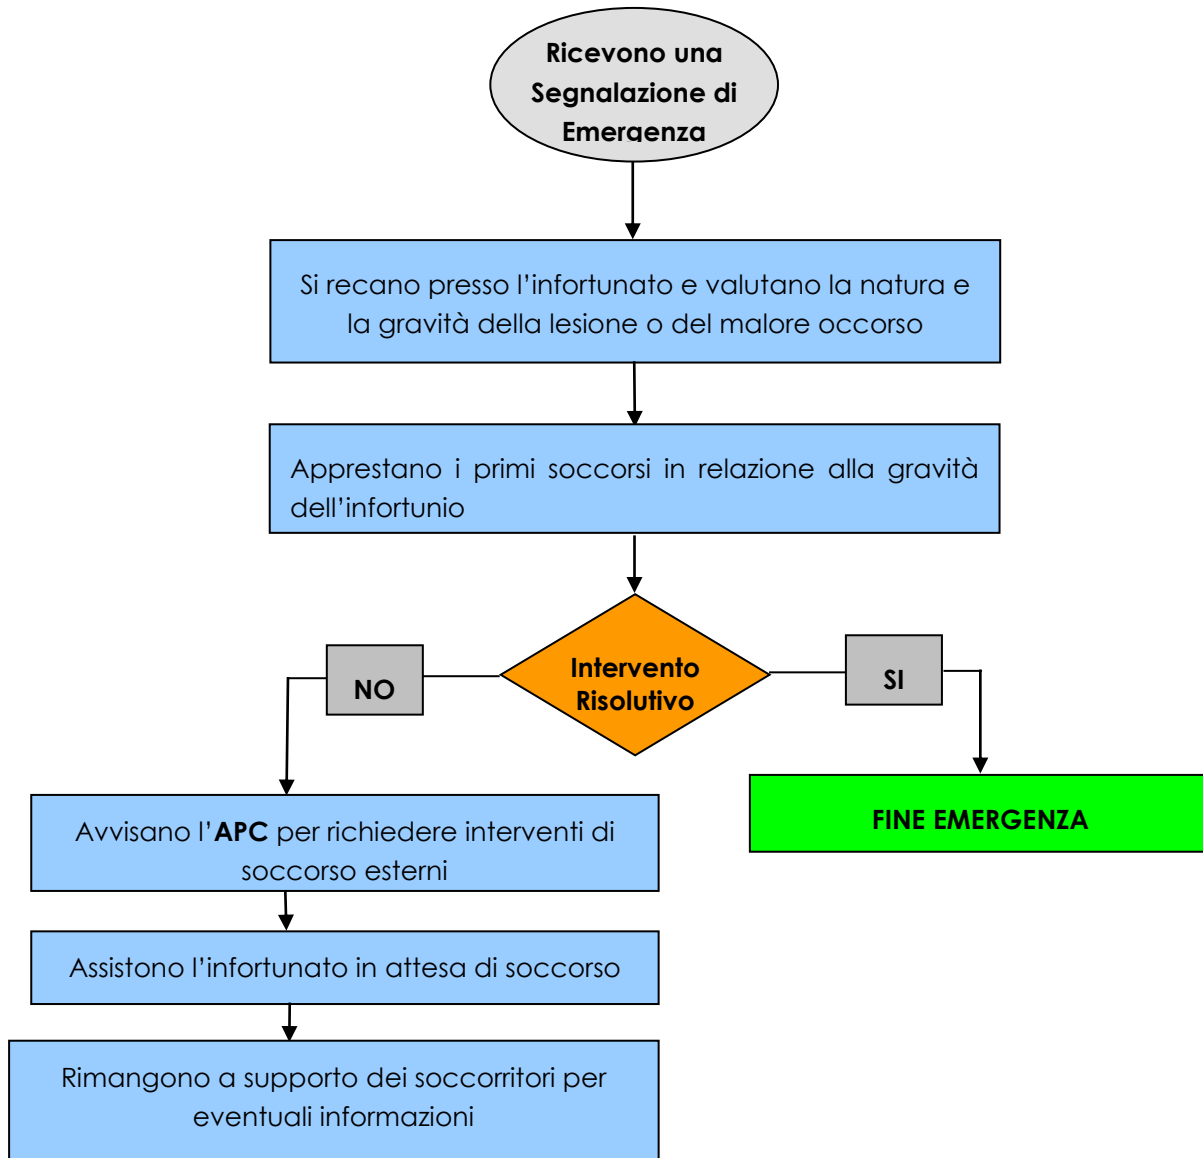 Ricevono una
Segnalazione di
Emergenza
Si recano presso l’infortunato e valutano la natura e
la gravità della lesione o del malore occorso
Apprestano i primi soccorsi in relazione alla gravità
dell’infortunio
Intervento
Risolutivo
NO
SI
Avvisano l’APC per richiedere interventi di
soccorso esterni
FINE EMERGENZA
Assistono l’infortunato in attesa di soccorso
Rimangono a supporto dei soccorritori per
eventuali informazioni